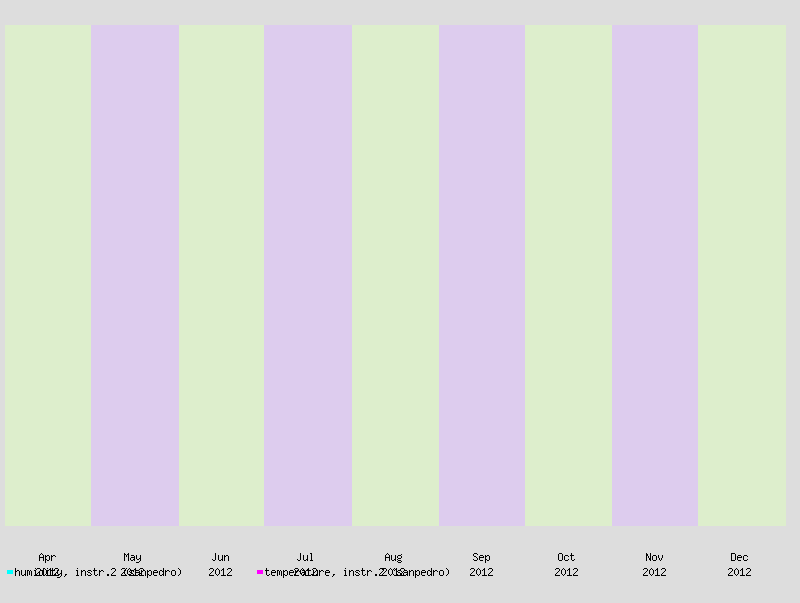 Apr May Jun Jul Aug Sep Oct Nov Dec
2012 2012 2012 2012 2012 2012 2012 2012 2012
humidity, instr.2 (sanpedro) temperature, instr.2 (sanpedro)